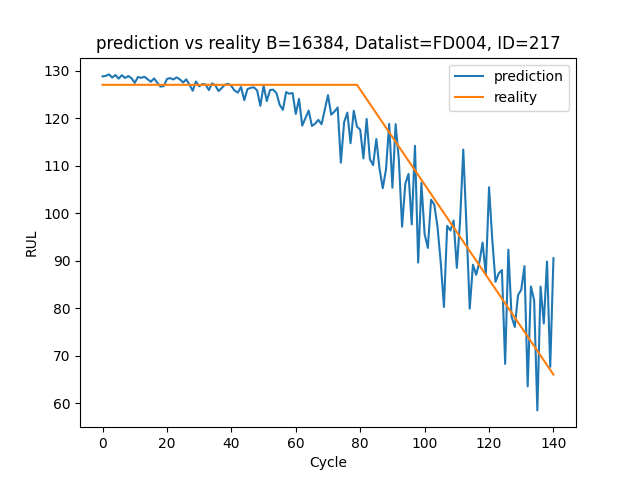 prediction vs reality B=16384, Datalist=FD004, ID=217
prediction
reality
RUL
130
120
110
100
90
80
70
60
0 20 40 60 80 100 120 140
Cycle